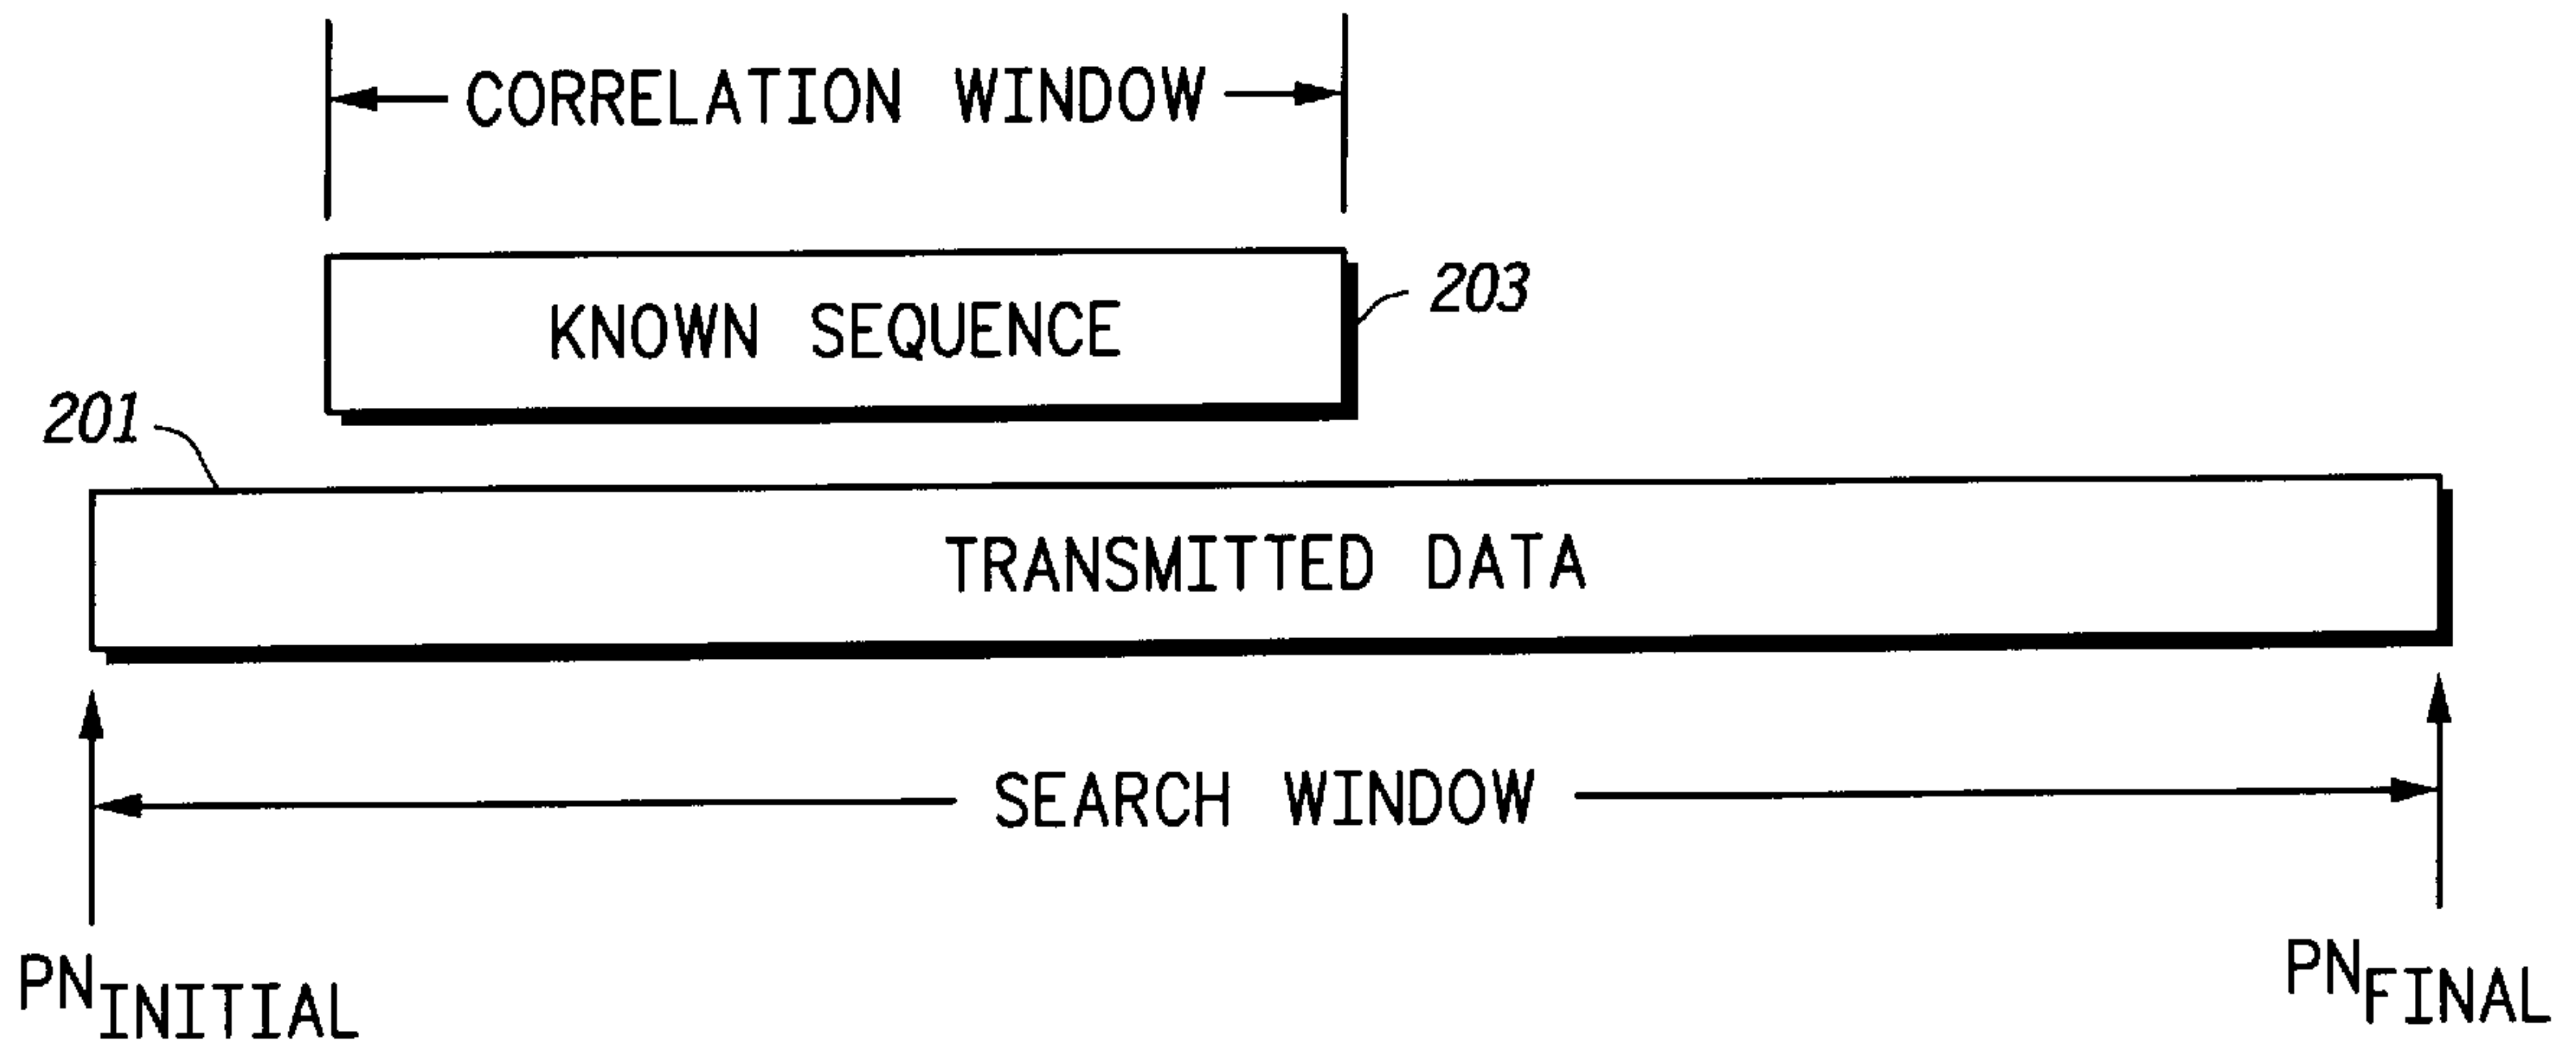 CORRELATION WINDOW
KNOWN SEQUENCE
203
201
TRANSMITTED DATA
SEARCH WINDOW
PNINITIAL
PNFINAL